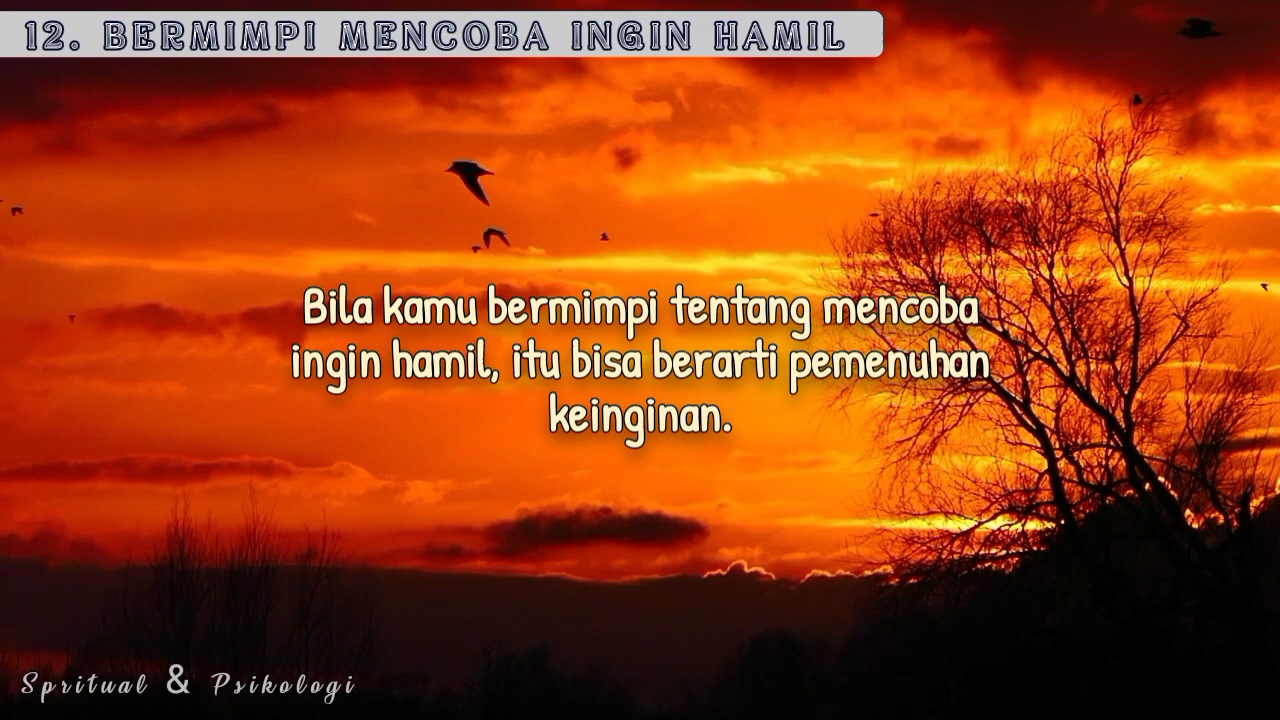 12. BERMIMPI MENCOBA INGIN HAMIL
Bila kamu bermimpi tentang mencoba
ingin hamil, itu bisa berarti pemenuhan
keinginan.
Spritual & Psikologi